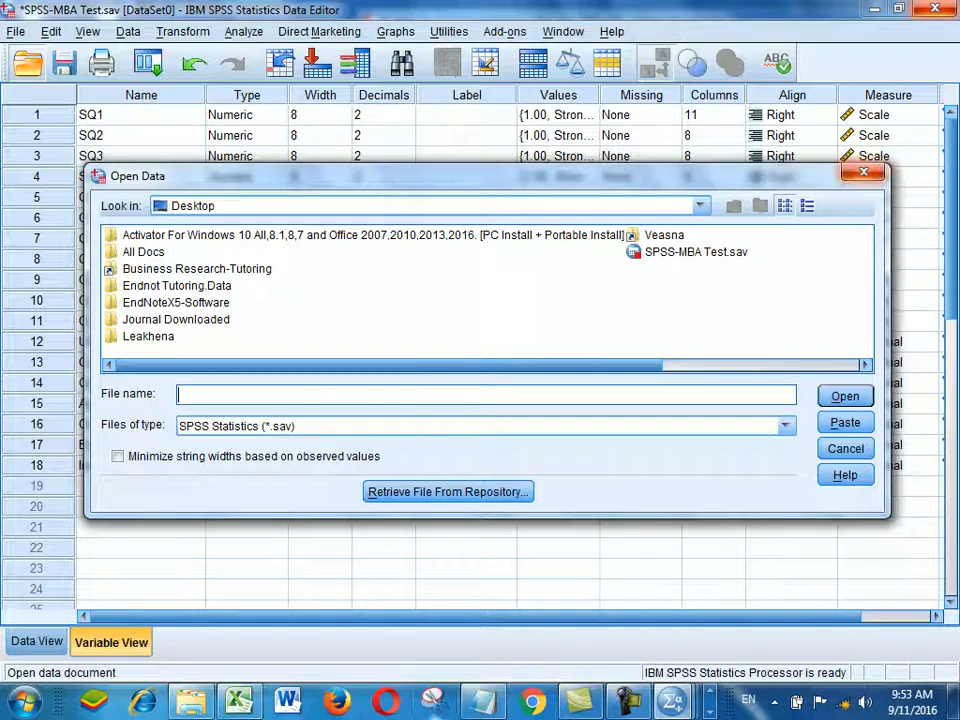 *SPSS-MBA Test.sav [DataSet0] - IBM SPSS Statistics Data Editor
File Edit View Data Transform Analyze Direct Marketing Graphs Utilities Add-ons Window Help
ABC
Name Type Width Decimals Label Values Missing Columns Align Measure
1 SQ1 Numeric 8 2 {1.00, Stron... None 11 Right Scale
2 SQ2 Numeric 8 2 {1.00, Stron... None 8 Right Scale
3 SQ3 Numeric 8 2 {1.00, Stron... None 8 Right Scale
4
Open Data
5
Look in: Desktop
6
7
Activator For Windows 10 All,8.1,8,7 and Office 2007,2010,2013,2016. [PC Install + Portable Install] Veasna
8
All Docs SPSS-MBA Test.sav
9
Business Research-Tutoring
Endnot Tutoring.Data
10
EndNoteX5-Software
11
Journal Downloaded
12
Leakhena
13
14
File name: Open
15
Files of type: SPSS Statistics (*.sav) Paste
16
17
Minimize string widths based on observed values Cancel
18
Help
19
Retrieve File From Repository...
20
21
22
23
24
25
Data View Variable View
Open data document IBM SPSS Statistics Processor is ready
EN 9:53 AM
9/11/2016